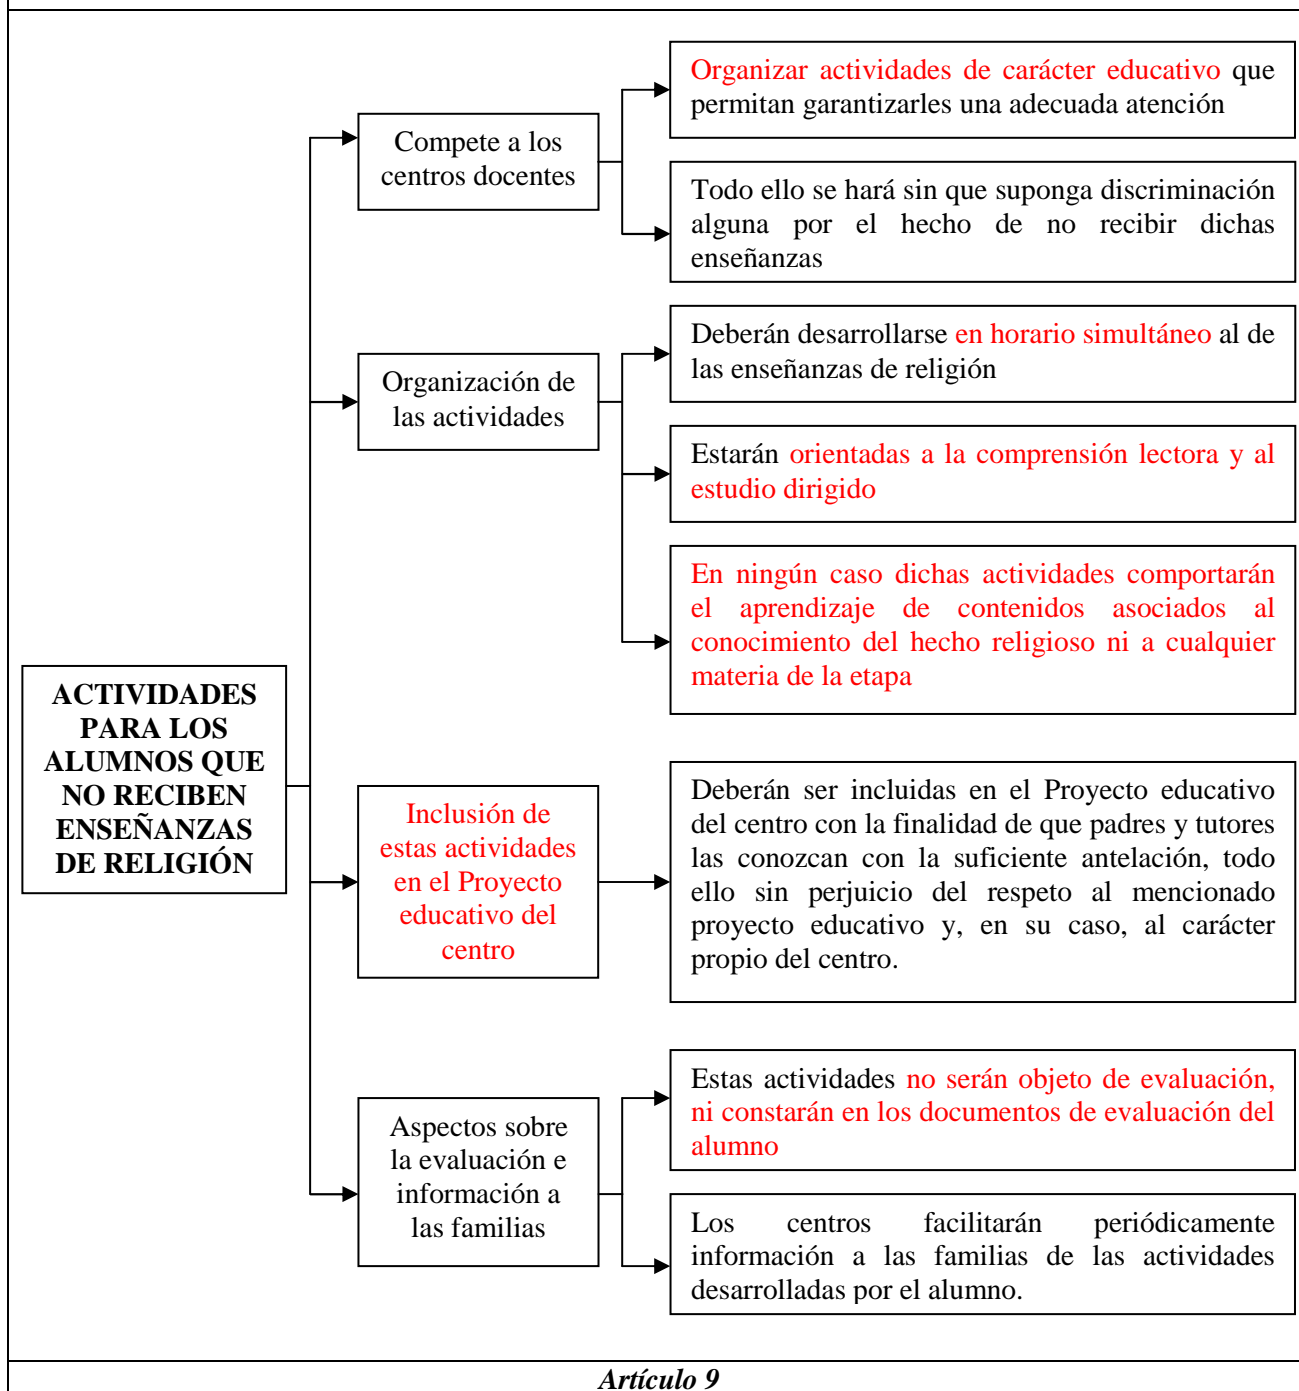 ACTIVIDADES
PARA LOS
ALUMNOS QUE
NO RECIBEN
ENSEÑANZAS
DE RELIGIÓN
Compete a los
centros docentes
Organizar actividades de carácter educativo que
permitan garantizarles una adecuada atención
Todo ello se hará sin que suponga discriminación
alguna por el hecho de no recibir dichas
enseñanzas
Organización de
las actividades
Deberán desarrollarse en horario simultáneo al de
las enseñanzas de religión
Estarán orientadas a la comprensión lectora y al
estudio dirigido
En ningún caso dichas actividades comportarán
el aprendizaje de contenidos asociados al
conocimiento del hecho religioso ni a cualquier
materia de la etapa
Inclusión de
estas actividades
en el Proyecto
educativo del
centro
Deberán ser incluidas en el Proyecto educativo
del centro con la finalidad de que padres y tutores
las conozcan con la suficiente antelación, todo
ello sin perjuicio del respeto al mencionado
proyecto educativo y, en su caso, al carácter
propio del centro.
Aspectos sobre
la evaluación e
información a
las familias
Estas actividades no serán objeto de evaluación,
ni constarán en los documentos de evaluación del
alumno
Los centros facilitarán periódicamente
información a las familias de las actividades
desarrolladas por el alumno.
Artículo 9